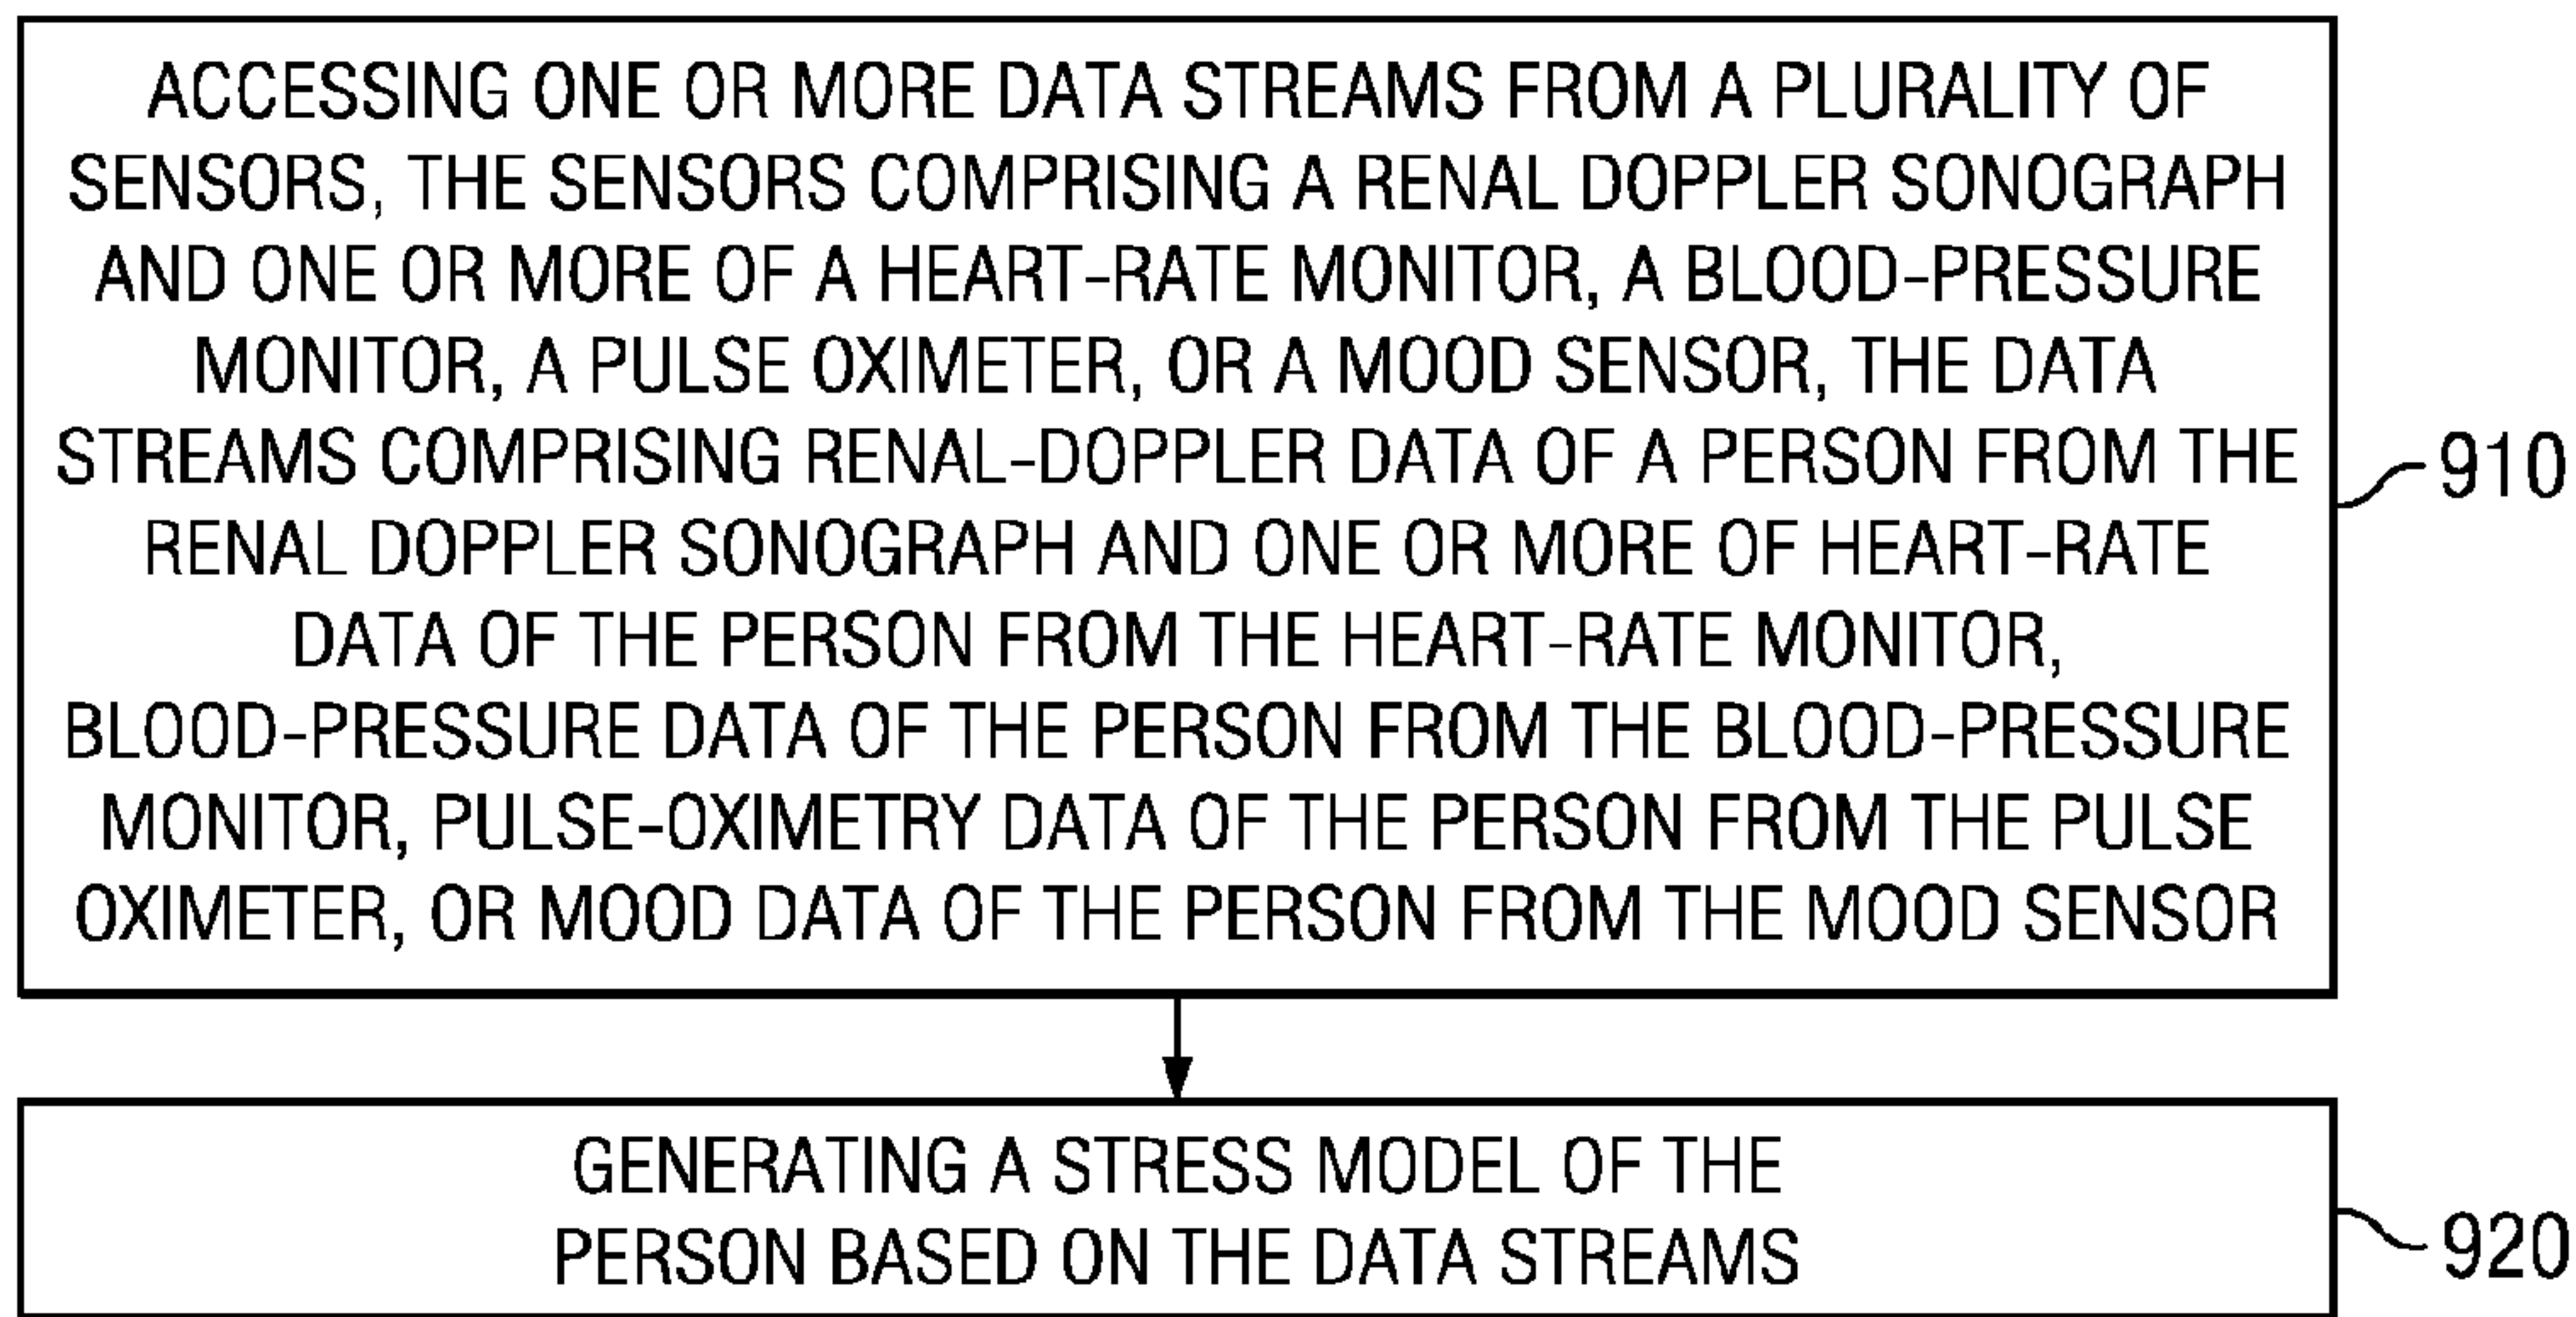 ACCESSING ONE OR MORE DATA STREAMS FROM A PLURALITY OF
SENSORS, THE SENSORS COMPRISING A RENAL DOPPLER SONOGRAPH
AND ONE OR MORE OF A HEART-RATE MONITOR, A BLOOD-PRESSURE
MONITOR, A PULSE OXIMETER, OR A MOOD SENSOR, THE DATA
STREAMS COMPRISING RENAL-DOPPLER DATA OF A PERSON FROM THE
RENAL DOPPLER SONOGRAPH AND ONE OR MORE OF HEART-RATE
DATA OF THE PERSON FROM THE HEART-RATE MONITOR,
BLOOD-PRESSURE DATA OF THE PERSON FROM THE BLOOD-PRESSURE
MONITOR, PULSE-OXIMETRY DATA OF THE PERSON FROM THE PULSE
OXIMETER, OR MOOD DATA OF THE PERSON FROM THE MOOD SENSOR
910
GENERATING A STRESS MODEL OF THE
PERSON BASED ON THE DATA STREAMS
920